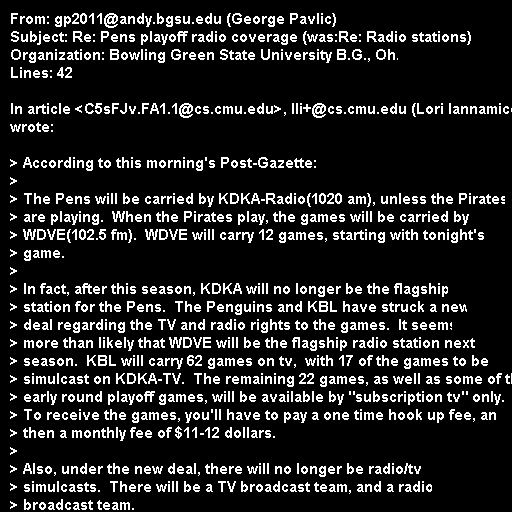 From: gp2011@andy.bgsu.edu (George Pavlic)
Subject: Re: Pens playoff radio coverage (was:Re: Radio stations)
Organization: Bowling Green State University B.G., Oh.
Lines: 42

In article <C5sFJv.FA1.1@cs.cmu.edu>, lli+@cs.cmu.edu (Lori Iannamico
wrote:

> According to this morning's Post-Gazette:
>
> The Pens will be carried by KDKA-Radio(1020 am), unless the Pirates
> are playing.  When the Pirates play, the games will be carried by
> WDVE(102.5 fm).  WDVE will carry 12 games, starting with tonight's
> game.
>
> In fact, after this season, KDKA will no longer be the flagship
> station for the Pens.  The Penguins and KBL have struck a new
> deal regarding the TV and radio rights to the games.  It seems
> more than likely that WDVE will be the flagship radio station next
> season.  KBL will carry 62 games on tv,  with 17 of the games to be
> simulcast on KDKA-TV.  The remaining 22 games, as well as some of
> early round playoff games, will be available by "subscription tv" only.
> To receive the games, you'll have to pay a one time hook up fee, an
> then a monthly fee of $11-12 dollars.
>
> Also, under the new deal, there will no longer be radio/tv
> simulcasts.  There will be a TV broadcast team, and a radio
> broadcast team.